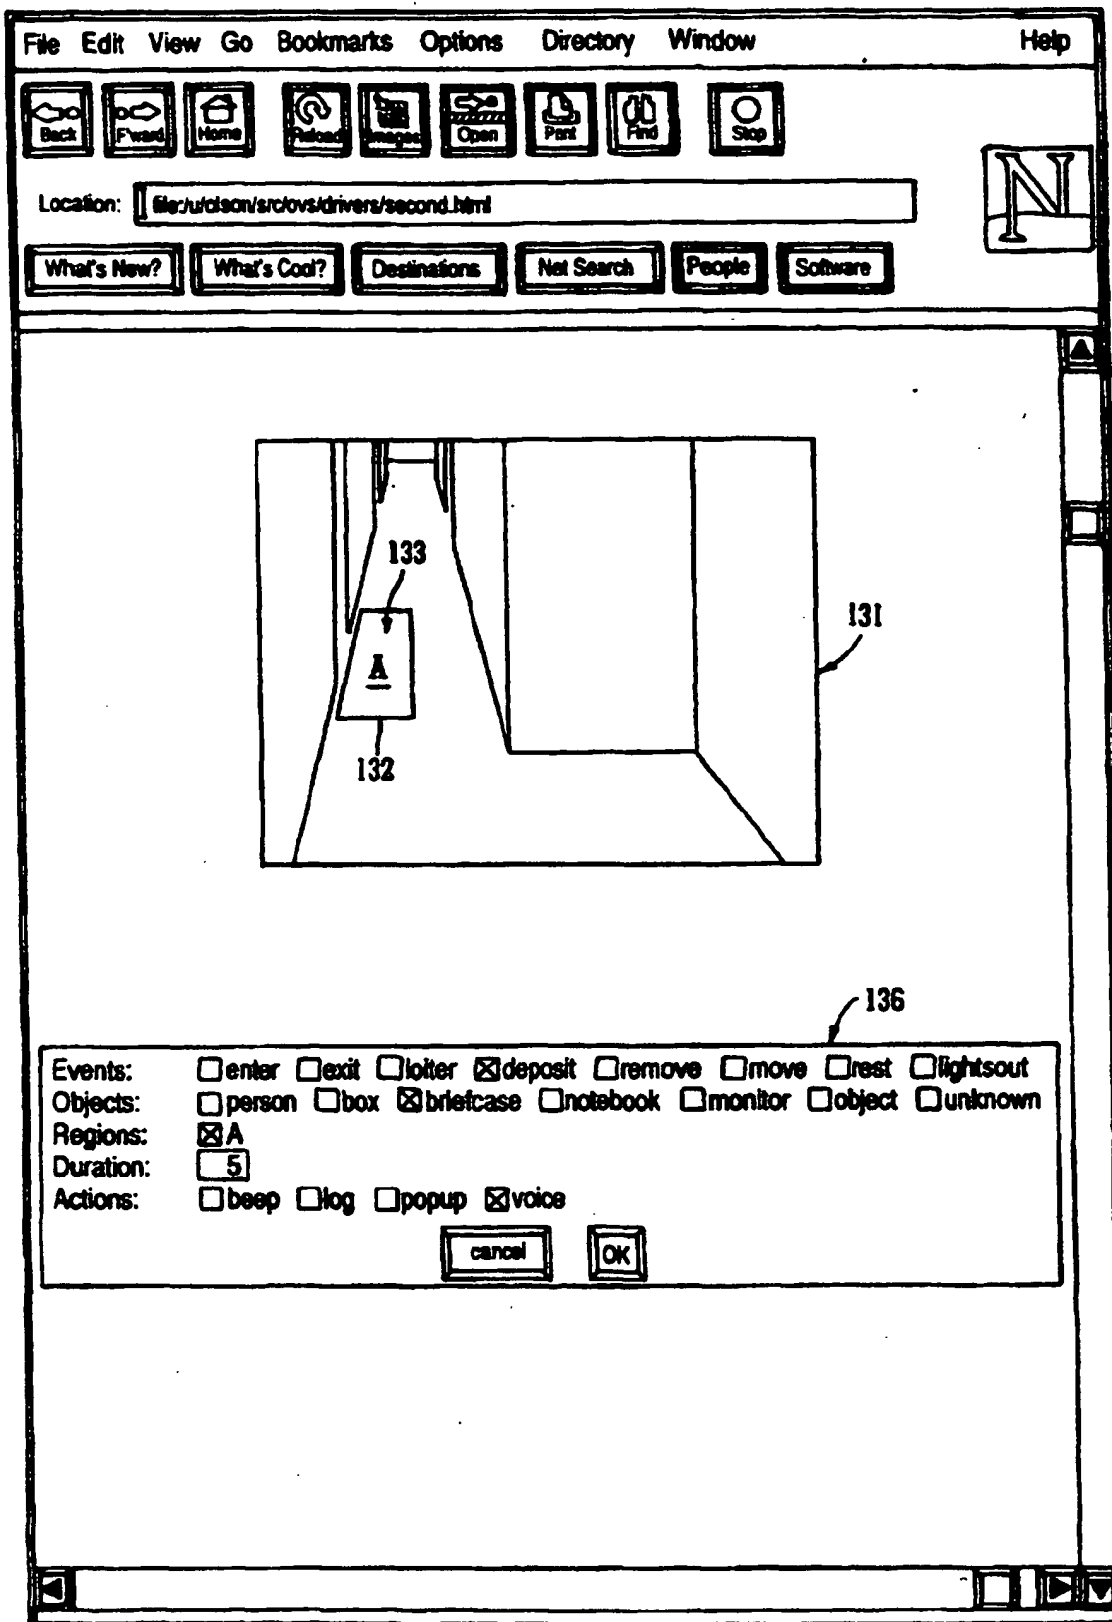 File Edit View Go Bookmarks Options Directory Window Help
Back F'ward Home Reload Images Open Print Find Stop
N
Location: file:/u/olson/src/ovs/drivers/second.html
What's New? What's Cool? Destinations Net Search People Software
133
131
A
132
136
Events: enter exit loiter deposit remove move rest lightsout
Objects: person box briefcase notebook monitor object unknown
Regions: A
Duration: 5
Actions: beep log popup voice
cancel OK